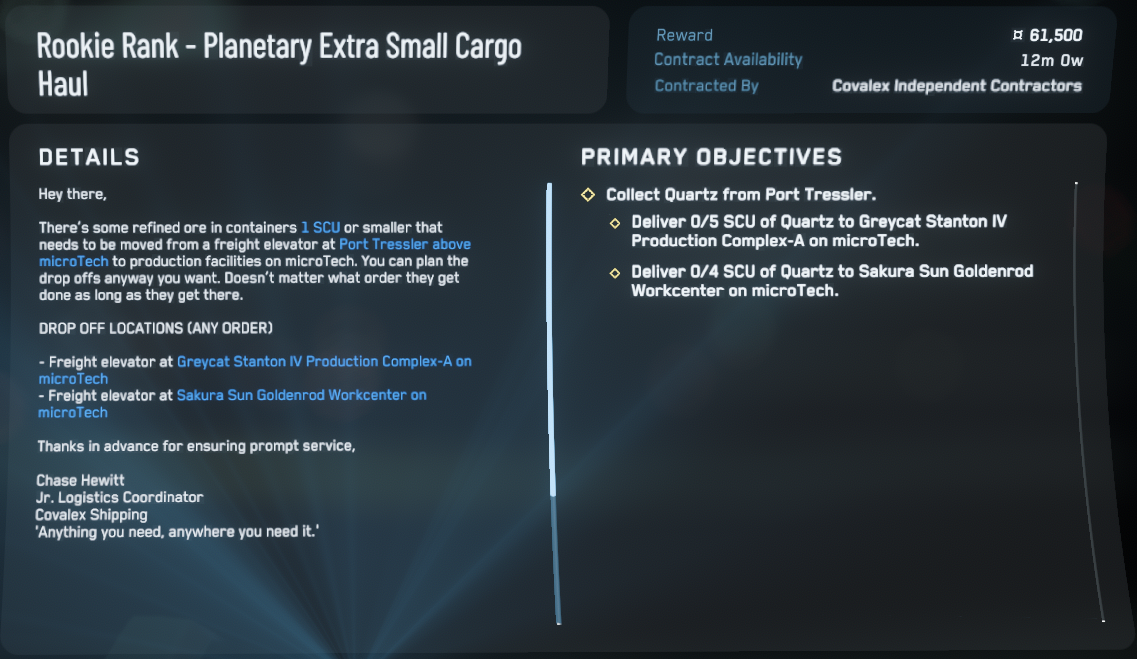 Rookie Rank - Planetary Extra Small Cargo
Haul
Reward ¤ 61,500
Contract Availability 12m 0w
Contracted By Covalex Independent Contractors
DETAILS
Hey there,
There's some refined ore in containers 1 SCU or smaller that
needs to be moved from a freight elevator at Port Tressler above
microTech to production facilities on microTech. You can plan the
drop offs anyway you want. Doesn't matter what order they get
done as long as they get there.
DROP OFF LOCATIONS (ANY ORDER)
- Freight elevator at Greycat Stanton IV Production Complex-A on
microTech
- Freight elevator at Sakura Sun Goldenrod Workcenter on
microTech
Thanks in advance for ensuring prompt service,
Chase Hewitt
Jr. Logistics Coordinator
Covalex Shipping
'Anything you need, anywhere you need it.'
PRIMARY OBJECTIVES
Collect Quartz from Port Tressler.
Deliver 0/5 SCU of Quartz to Greycat Stanton IV
Production Complex-A on microTech.
Deliver 0/4 SCU of Quartz to Sakura Sun Goldenrod
Workcenter on microTech.